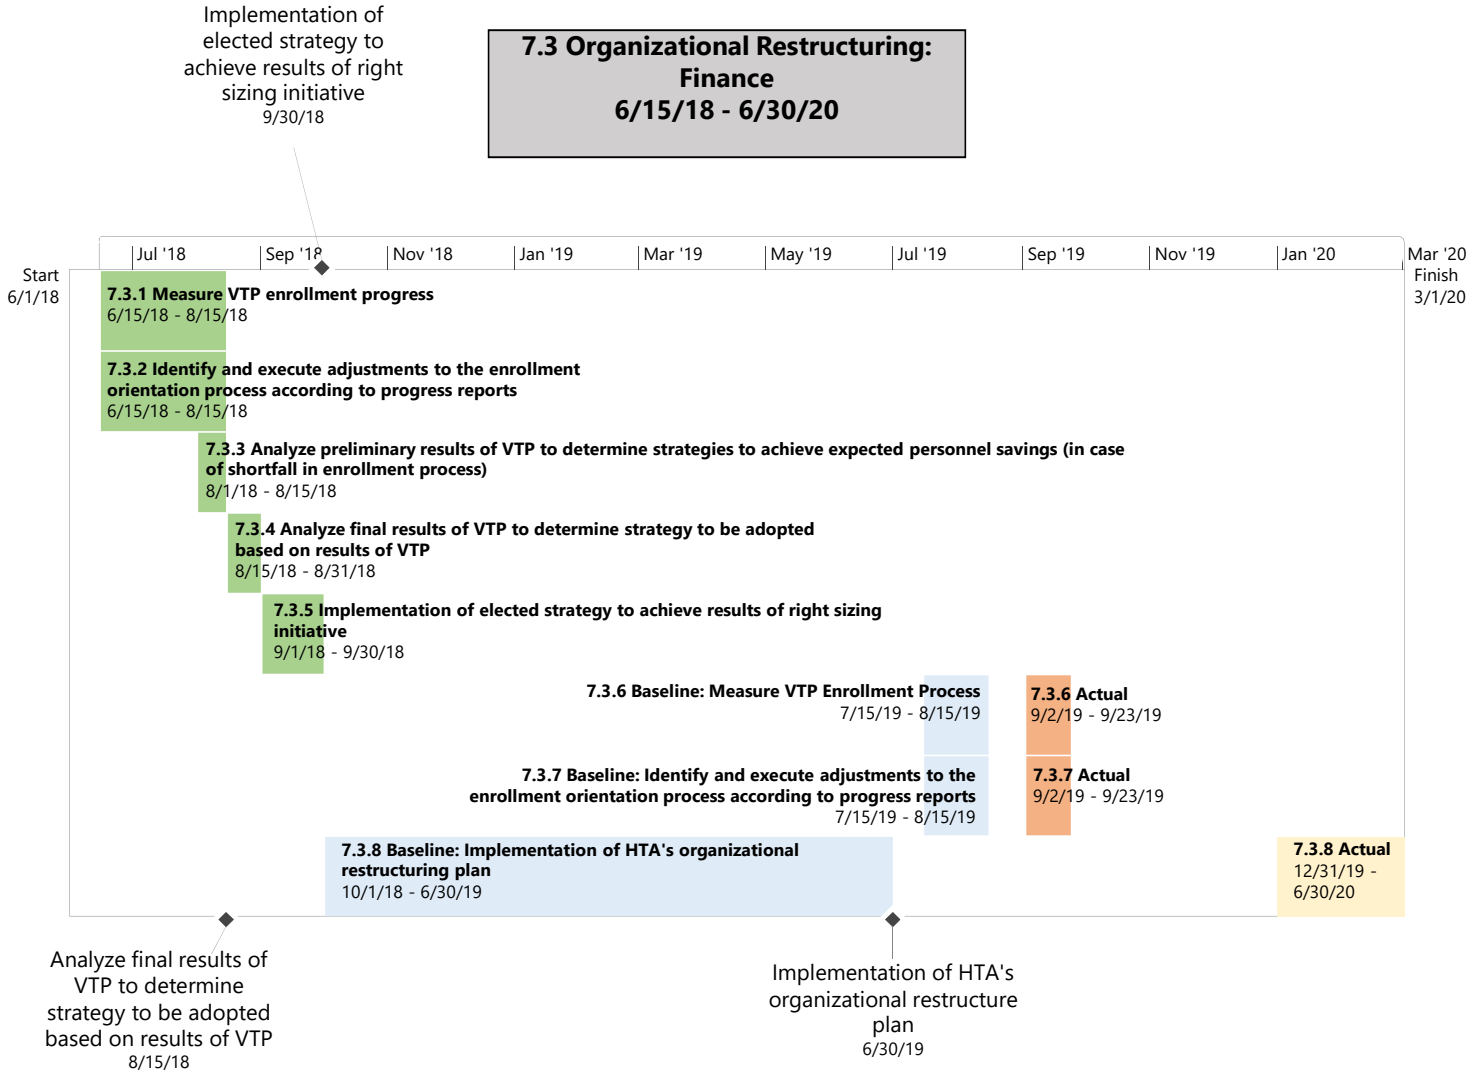 Implementation of
elected strategy to
achieve results of right
sizing initiative
9/30/18
7.3 Organizational Restructuring:
Finance
6/15/18 - 6/30/20
Jul '18
Sep '18
Nov '18
Jan '19
Mar '19
May '19
Jul '19
Sep '19
Nov '19
Jan '20
Mar '20
Start
6/1/18
Finish
3/1/20
7.3.1 Measure VTP enrollment progress
6/15/18 - 8/15/18
7.3.2 Identify and execute adjustments to the enrollment
orientation process according to progress reports
6/15/18 - 8/15/18
7.3.3 Analyze preliminary results of VTP to determine strategies to achieve expected personnel savings (in case
of shortfall in enrollment process)
8/1/18 - 8/15/18
7.3.4 Analyze final results of VTP to determine strategy to be adopted
based on results of VTP
8/15/18 - 8/31/18
7.3.5 Implementation of elected strategy to achieve results of right sizing
initiative
9/1/18 - 9/30/18
7.3.6 Baseline: Measure VTP Enrollment Process
7/15/19 - 8/15/19
7.3.6 Actual
9/2/19 - 9/23/19
7.3.7 Baseline: Identify and execute adjustments to the
enrollment orientation process according to progress reports
7/15/19 - 8/15/19
7.3.7 Actual
9/2/19 - 9/23/19
7.3.8 Baseline: Implementation of HTA's organizational
restructuring plan
10/1/18 - 6/30/19
7.3.8 Actual
12/31/19 -
6/30/20
Analyze final results of
VTP to determine
strategy to be adopted
based on results of VTP
8/15/18
Implementation of HTA's
organizational restructure
plan
6/30/19